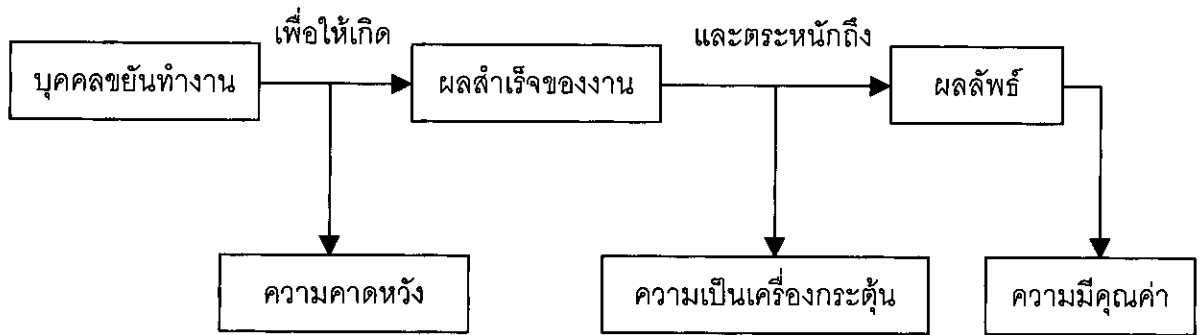 เพื่อให้เกิด
และตระหนักถึง
บุคคลขยันทำงาน
ผลสำเร็จของงาน
ผลลัพธ์
ความคาดหวัง
ความเป็นเครื่องกระตุ้น
ความมีคุณค่า